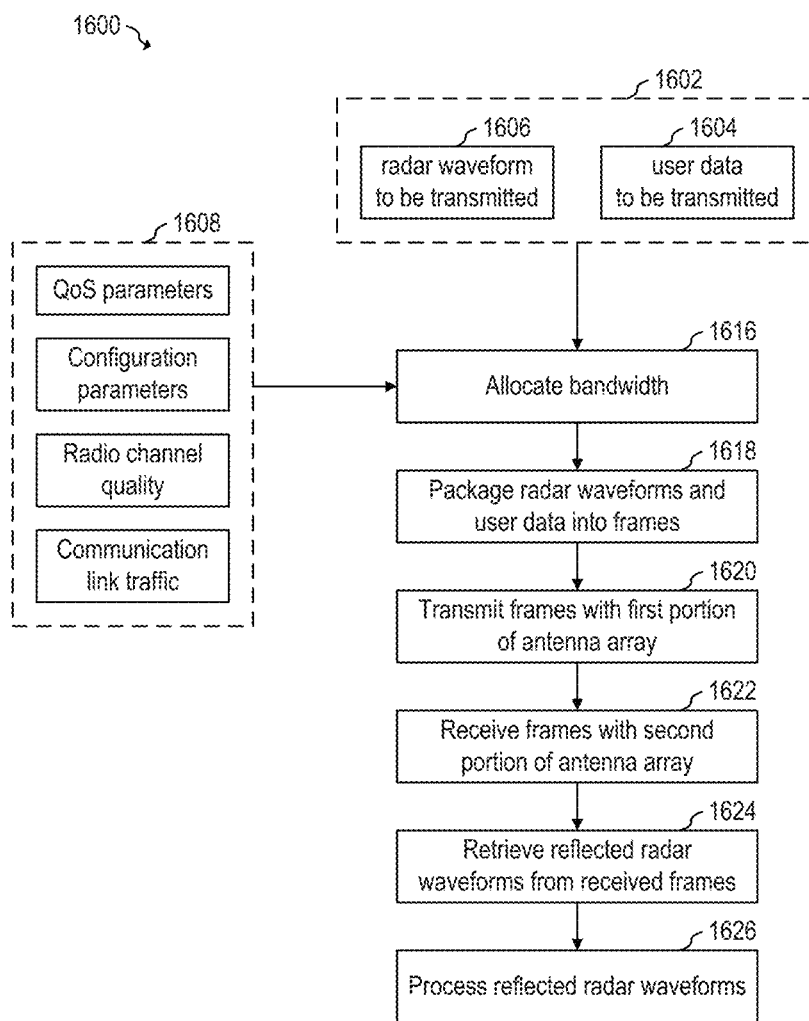 1600
1602
1606
radar waveform
to be transmitted
1604
user data
to be transmitted
1608
QoS parameters
Configuration
parameters
Radio channel
quality
Communication
link traffic
1616
Allocate bandwidth
1618
Package radar waveforms and
user data into frames
1620
Transmit frames with first portion
of antenna array
1622
Receive frames with second
portion of antenna array
1624
Retrieve reflected radar
waveforms from received frames
1626
Process reflected radar waveforms